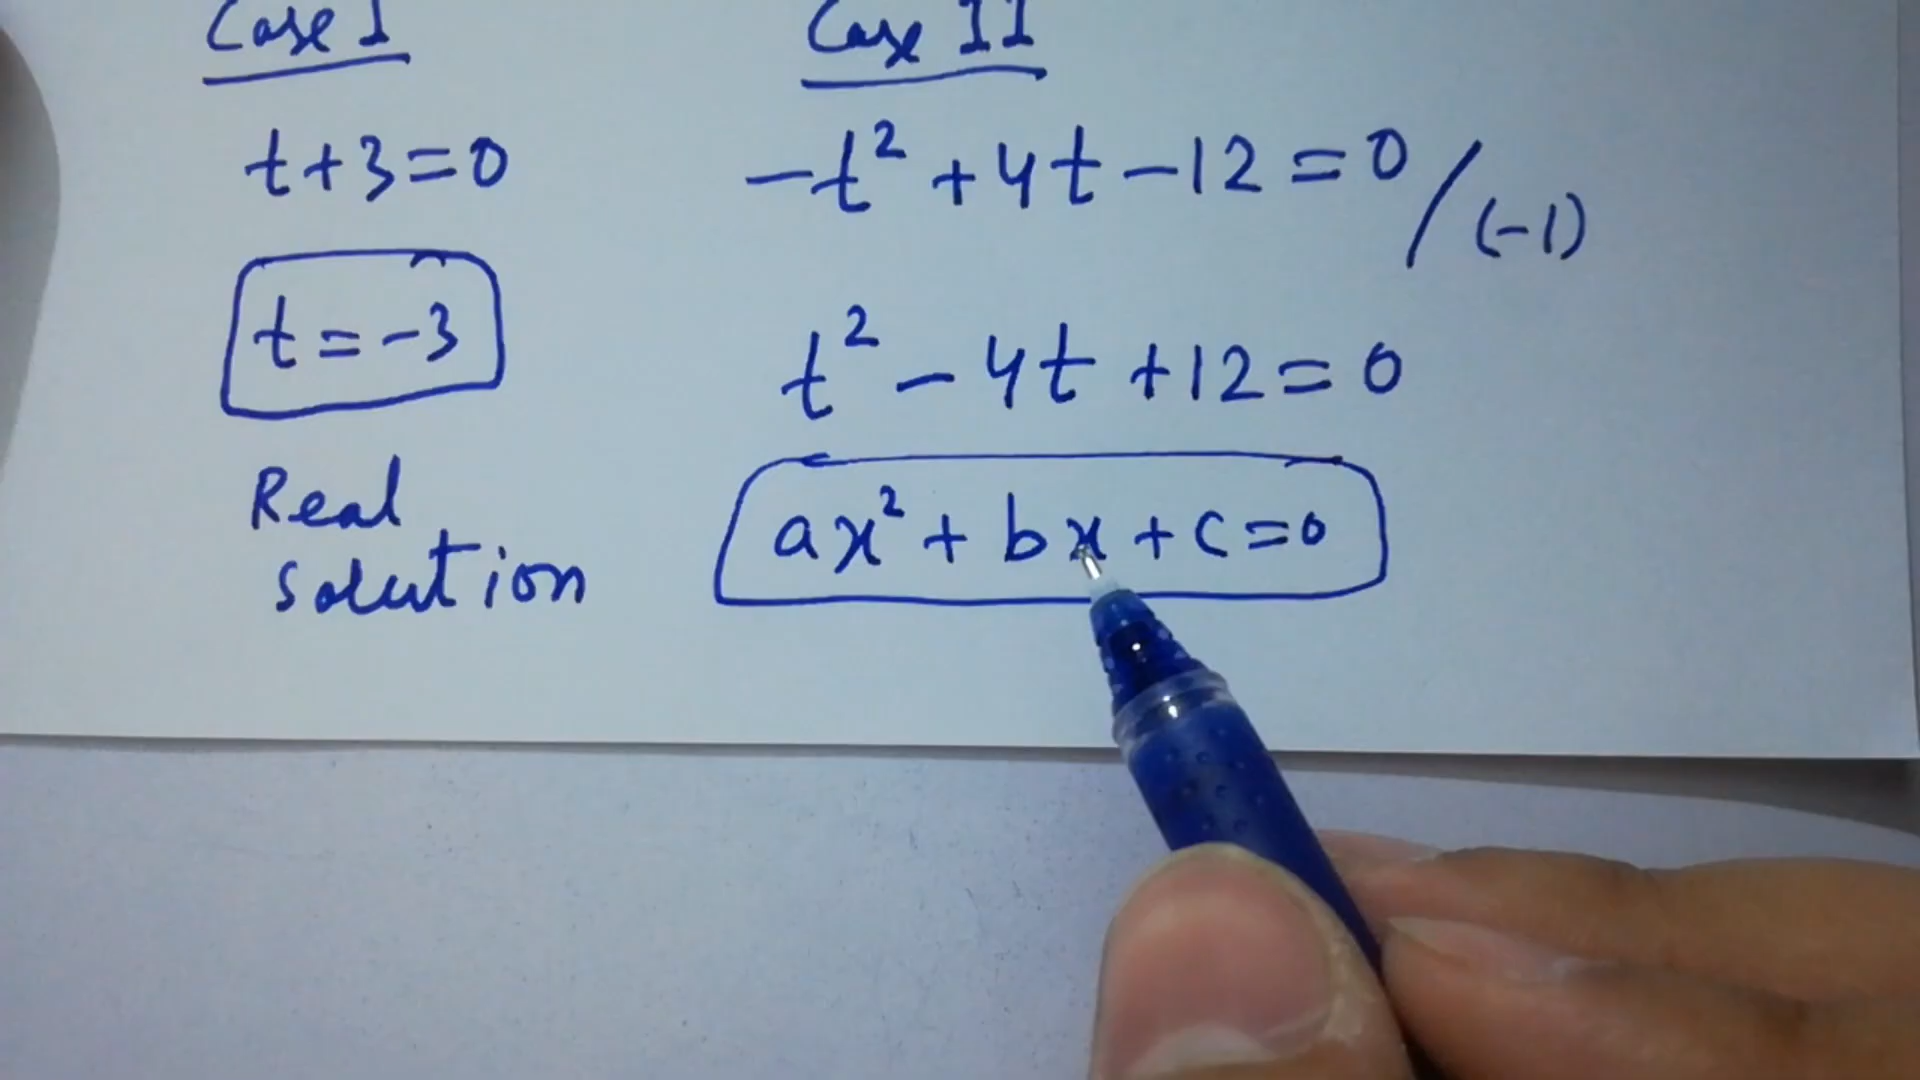 Case I
t+3=0
t=-3
Real
solution
Case II
-t²+4t-12=0/(-1)
t²-4t+12=0
ax²+bx+c=0